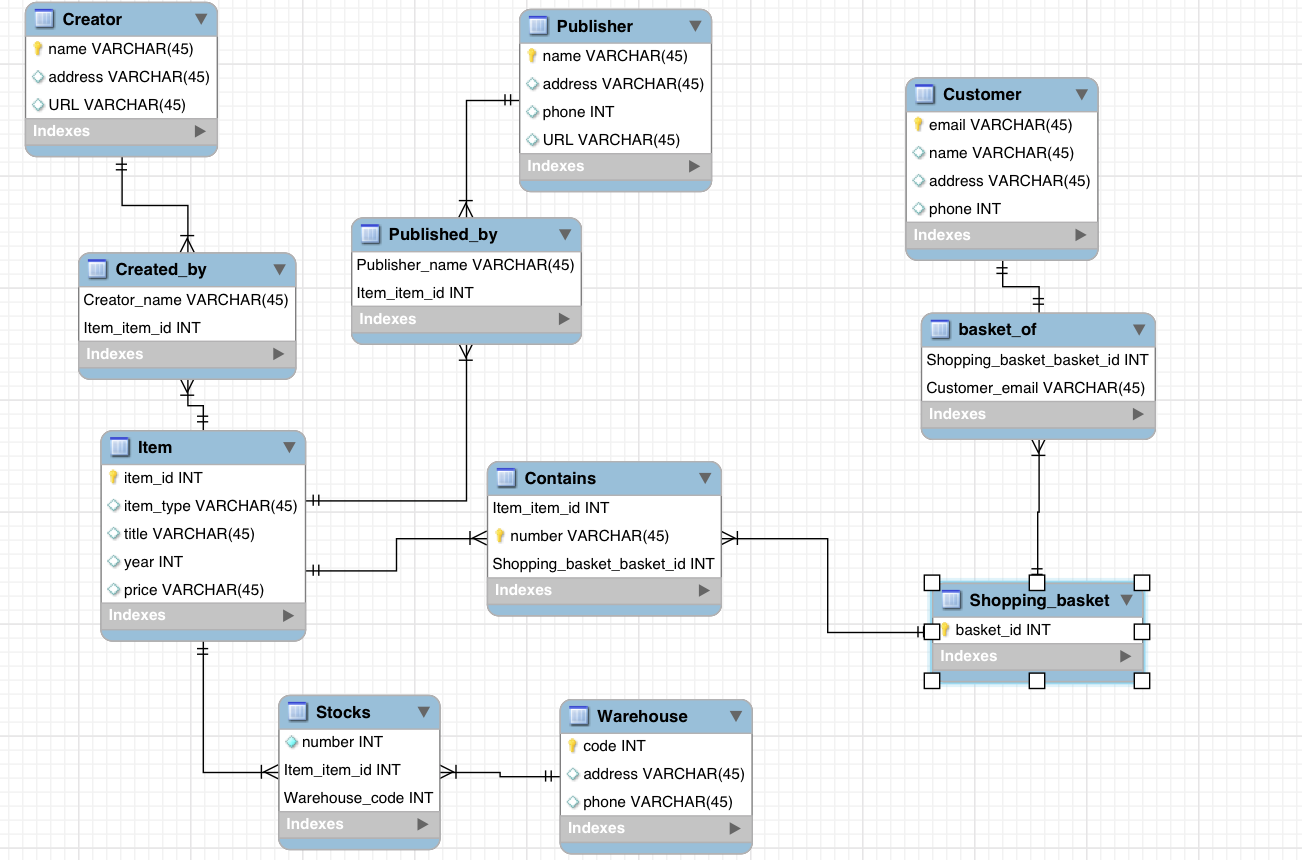 Creator
name VARCHAR(45)
address VARCHAR(45)
URL VARCHAR(45)
Indexes
Publisher
name VARCHAR(45)
address VARCHAR(45)
phone INT
URL VARCHAR(45)
Indexes
Customer
email VARCHAR(45)
name VARCHAR(45)
address VARCHAR(45)
phone INT
Indexes
Created_by
Creator_name VARCHAR(45)
Item_item_id INT
Indexes
Published_by
Publisher_name VARCHAR(45)
Item_item_id INT
Indexes
basket_of
Shopping_basket_basket_id INT
Customer_email VARCHAR(45)
Indexes
Item
item_id INT
item_type VARCHAR(45)
title VARCHAR(45)
year INT
price VARCHAR(45)
Indexes
Contains
Item_item_id INT
number VARCHAR(45)
Shopping_basket_basket_id INT
Indexes
Shopping_basket
basket_id INT
Indexes
Stocks
number INT
Item_item_id INT
Warehouse_code INT
Indexes
Warehouse
code INT
address VARCHAR(45)
phone VARCHAR(45)
Indexes